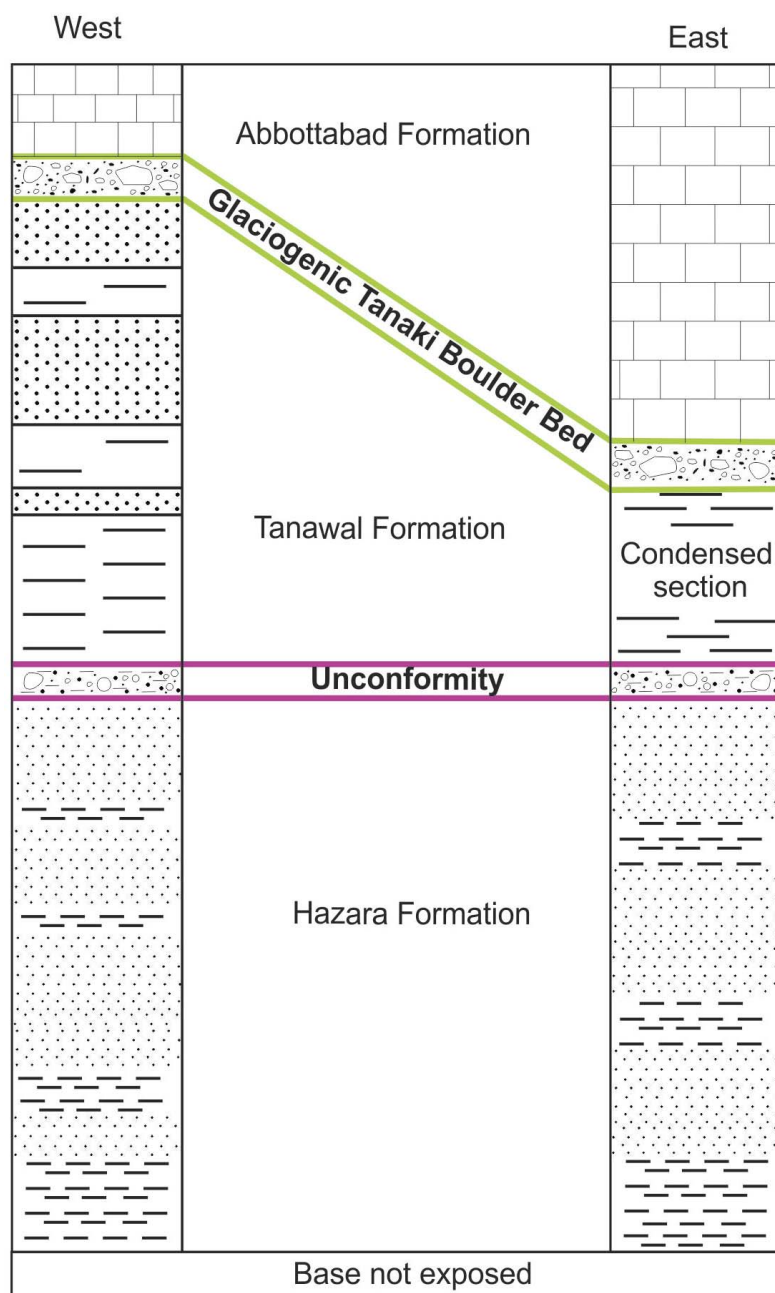 West
East
Abbottabad Formation
Glaciogenic Tanaki Boulder Bed
Tanawal Formation
Condensed
section
Unconformity
Hazara Formation
Base not exposed